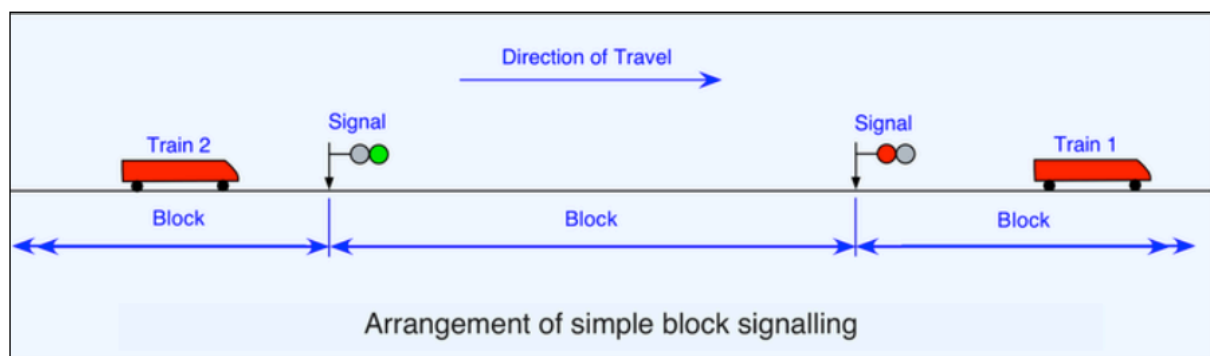 Direction of Travel
Signal
Signal
Train 2
Train 1
Block
Block
Block
Arrangement of simple block signalling